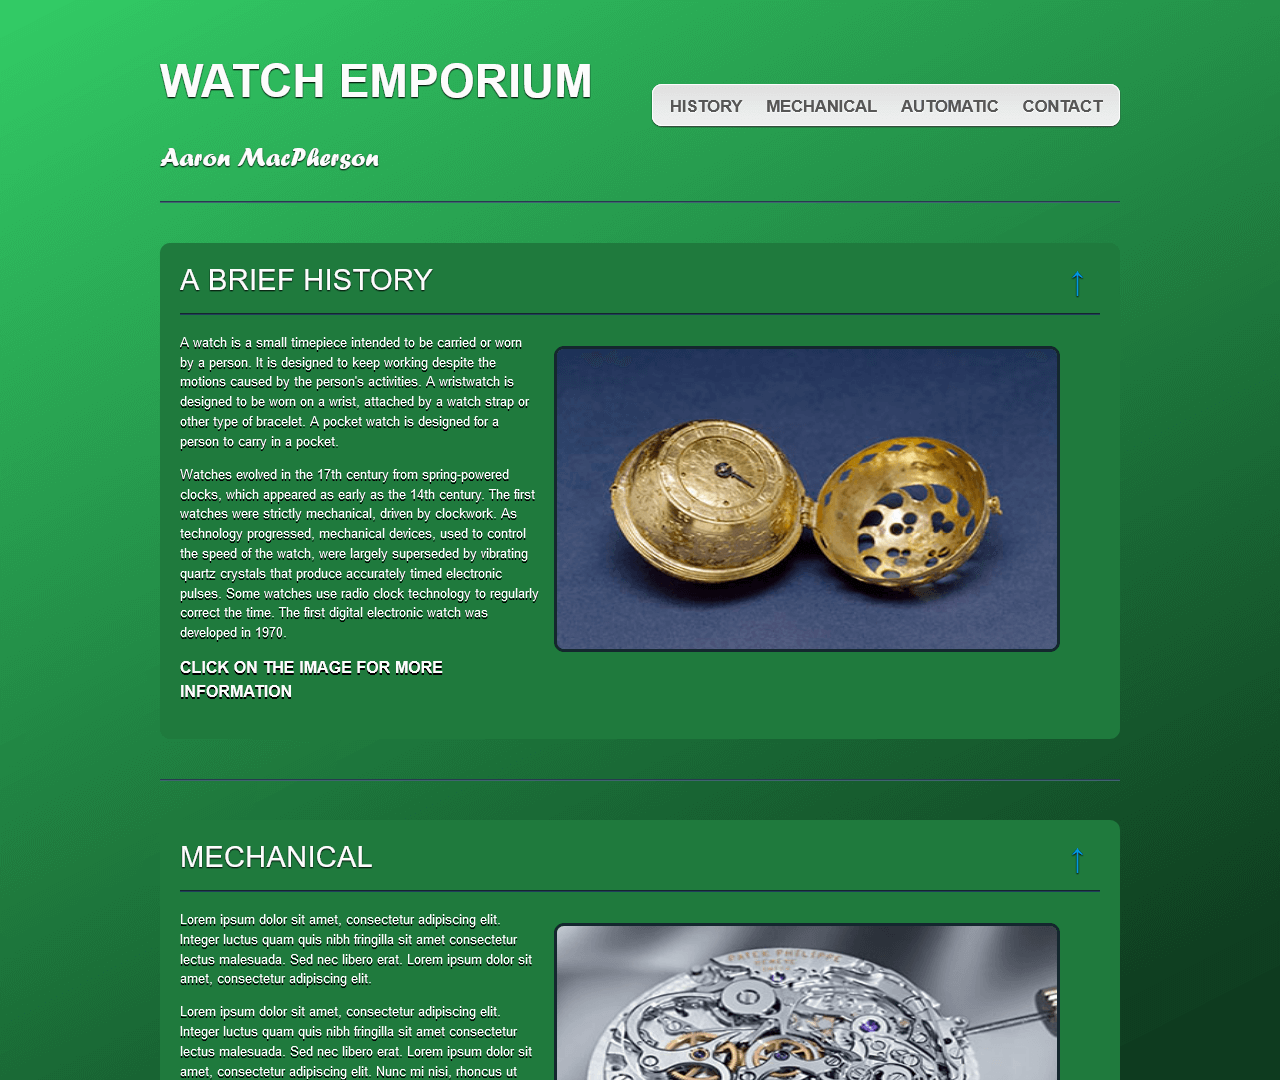 WATCH EMPORIUM
HISTORY MECHANICAL AUTOMATIC CONTACT
Aaron MacPherson
A BRIEF HISTORY
↑
A watch is a small timepiece intended to be carried or worn
by a person. It is designed to keep working despite the
motions caused by the person's activities. A wristwatch is
designed to be worn on a wrist, attached by a watch strap or
other type of bracelet. A pocket watch is designed for a
person to carry in a pocket.
Watches evolved in the 17th century from spring-powered
clocks, which appeared as early as the 14th century. The first
watches were strictly mechanical, driven by clockwork. As
technology progressed, mechanical devices, used to control
the speed of the watch, were largely superseded by vibrating
quartz crystals that produce accurately timed electronic
pulses. Some watches use radio clock technology to regularly
correct the time. The first digital electronic watch was
developed in 1970.
CLICK ON THE IMAGE FOR MORE
INFORMATION
MECHANICAL
↑
Lorem ipsum dolor sit amet, consectetur adipiscing elit.
Integer luctus quam quis nibh fringilla sit amet consectetur
lectus malesuada. Sed nec libero erat. Lorem ipsum dolor sit
amet, consectetur adipiscing elit.
Lorem ipsum dolor sit amet, consectetur adipiscing elit.
Integer luctus quam quis nibh fringilla sit amet consectetur
lectus malesuada. Sed nec libero erat. Lorem ipsum dolor sit
amet, consectetur adipiscing elit. Nunc mi nisi, rhoncus ut
PATEK PHILIPPE
GENEVE